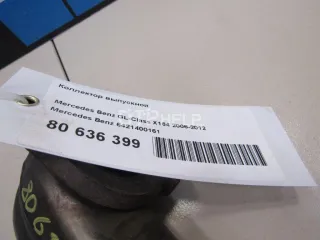 Коллектор выпускной
Mercedes Benz GL-Class X164 2006-2012
Mercedes Benz 6421400161
80 636 399